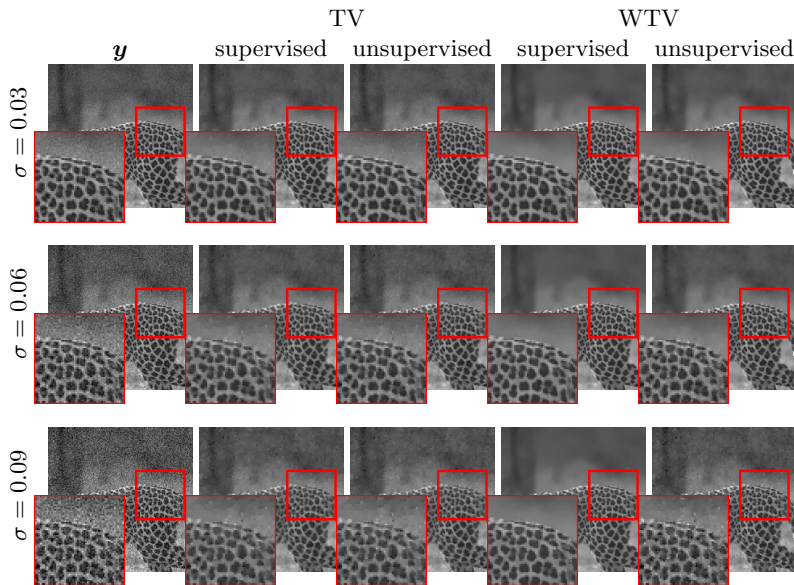 TV WTV
y supervised unsupervised supervised unsupervised
σ = 0.03
σ = 0.06
σ = 0.09